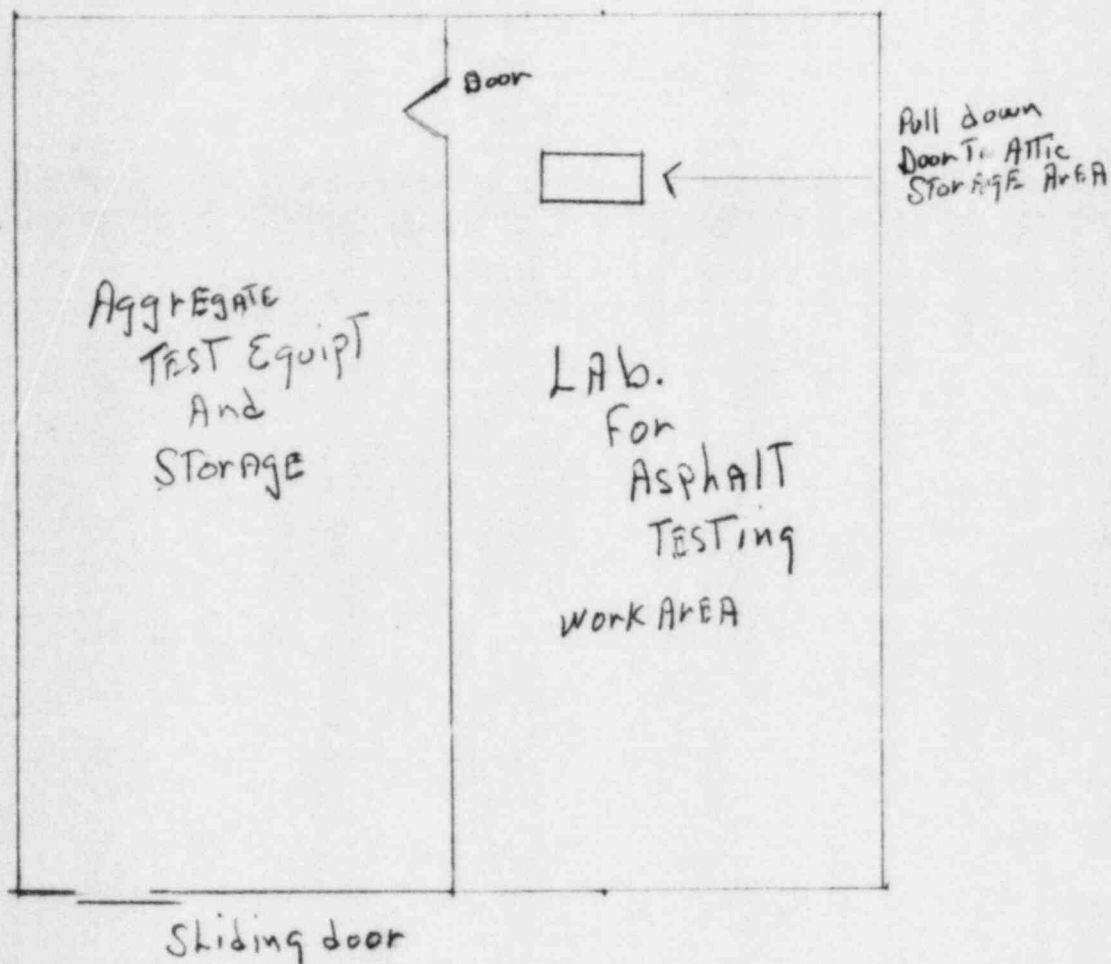 Door
Pull down
Door To Attic
Storage Area
Aggregate
Test Equipt
And
Storage
Lab.
For
Asphalt
Testing
Work Area
Sliding door